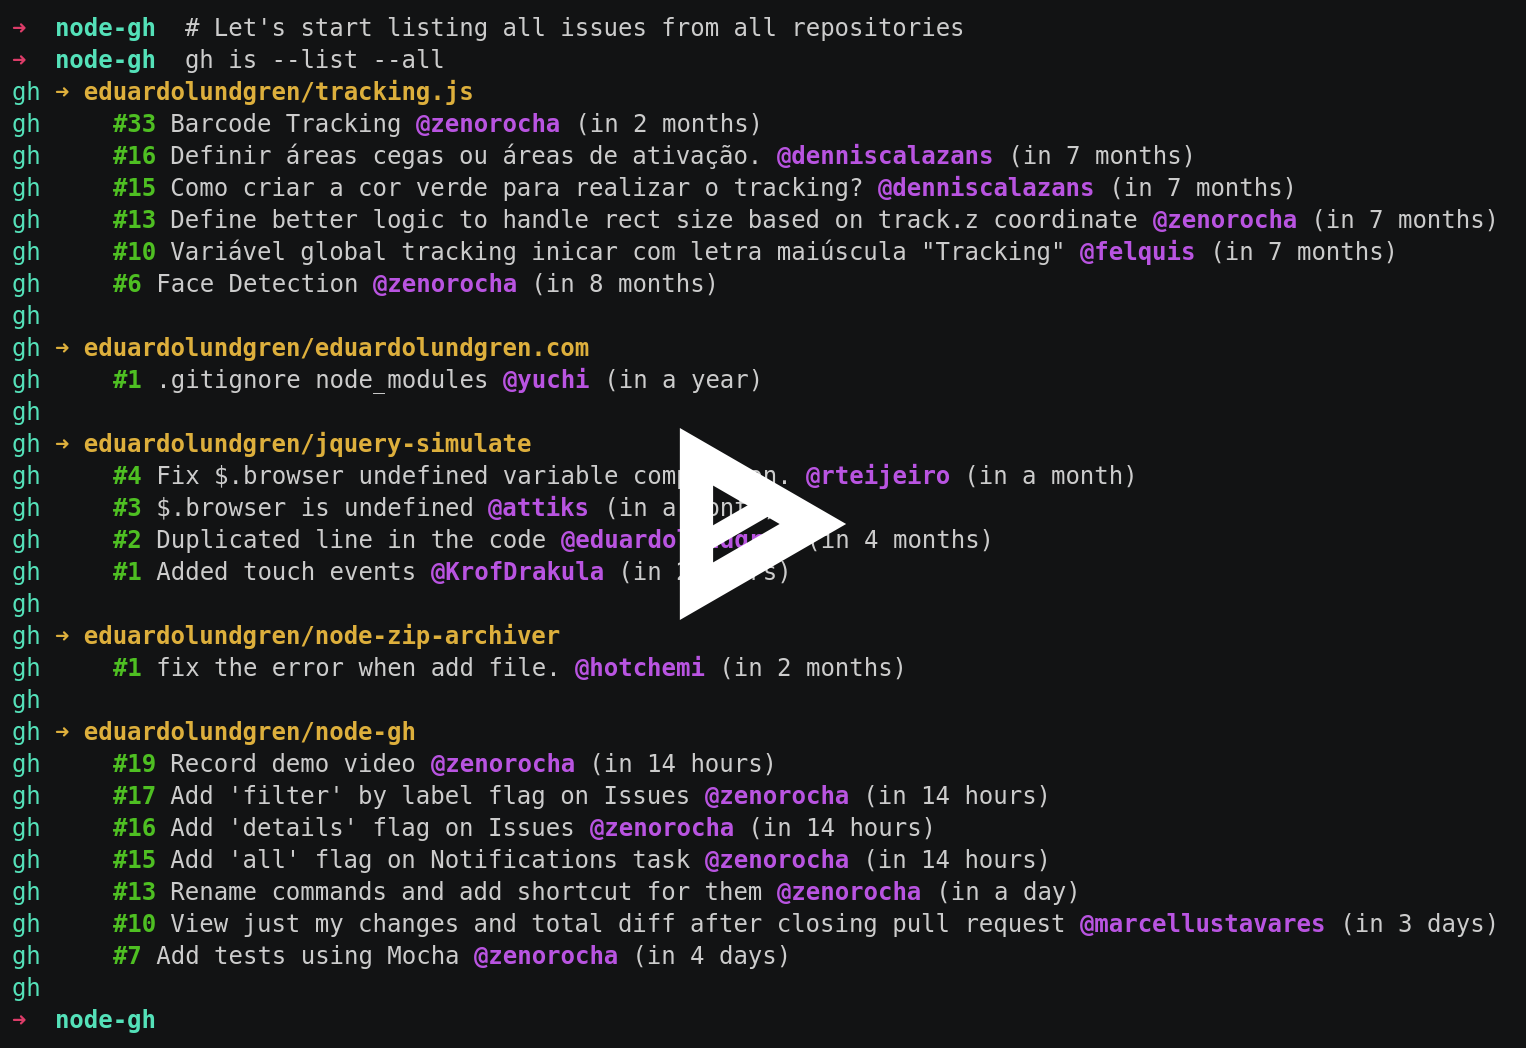 ➜  node-gh  # Let's start listing all issues from all repositories
➜  node-gh  gh is --list --all
gh ➜ eduardolundgren/tracking.js
gh     #33 Barcode Tracking @zenorocha (in 2 months)
gh     #16 Definir áreas cegas ou áreas de ativação. @denniscalazans (in 7 months)
gh     #15 Como criar a cor verde para realizar o tracking? @denniscalazans (in 7 months)
gh     #13 Define better logic to handle rect size based on track.z coordinate @zenorocha (in 7 months)
gh     #10 Variável global tracking inicar com letra maiúscula "Tracking" @felquis (in 7 months)
gh     #6 Face Detection @zenorocha (in 8 months)
gh
gh ➜ eduardolundgren/eduardolundgren.com
gh     #1 .gitignore node_modules @yuchi (in a year)
gh
gh ➜ eduardolundgren/jquery-simulate
gh     #4 Fix $.browser undefined variable @rteijeiro (in a month)
gh     #3 $.browser is undefined @attiks (in a
gh     #2 Duplicated line in the code (in 4 months)
gh     #1 Added touch events @KrofDrakula (in
gh
gh ➜ eduardolundgren/node-zip-archiver
gh     #1 fix the error when add file. @hotchemi (in 2 months)
gh
gh ➜ eduardolundgren/node-gh
gh     #19 Record demo video @zenorocha (in 14 hours)
gh     #17 Add 'filter' by label flag on Issues @zenorocha (in 14 hours)
gh     #16 Add 'details' flag on Issues @zenorocha (in 14 hours)
gh     #15 Add 'all' flag on Notifications task @zenorocha (in 14 hours)
gh     #13 Rename commands and add shortcut for them @zenorocha (in a day)
gh     #10 View just my changes and total diff after closing pull request @marcellustavares (in 3 days)
gh     #7 Add tests using Mocha @zenorocha (in 4 days)
gh
➜  node-gh